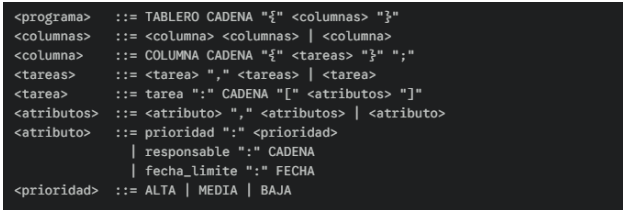 <programa> ::= TABLERO CADENA "{" <columnas> "}"
<columnas> ::= <columna> <columnas> | <columna>
<columna> ::= COLUMNA CADENA "{" <tareas> "}" ";"
<tareas> ::= <tarea> "," <tareas> | <tarea>
<tarea> ::= tarea ":" CADENA "[" <atributos> "]"
<atributos> ::= <atributo> "," <atributos> | <atributo>
<atributo> ::= prioridad ":" <prioridad>
| responsable ":" CADENA
| fecha_limite ":" FECHA
<prioridad> ::= ALTA | MEDIA | BAJA